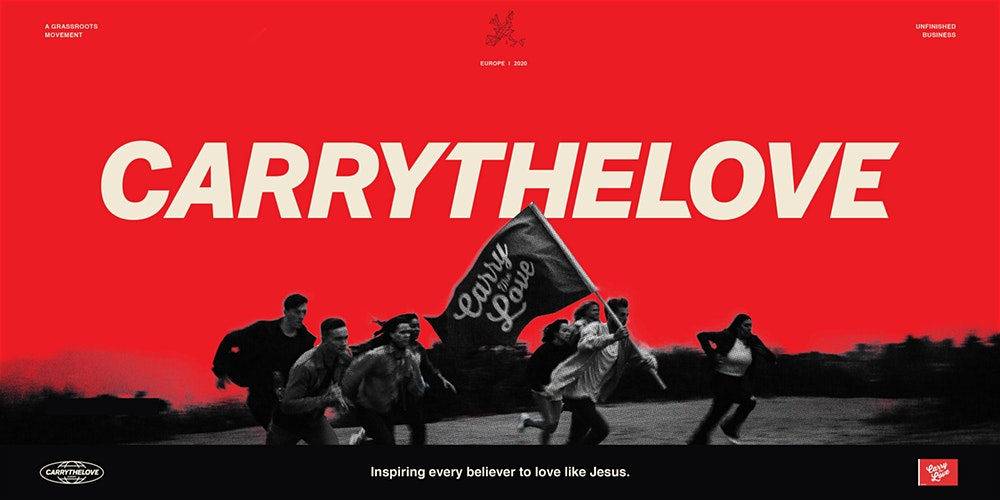 A GRASSROOTS
MOVEMENT
EUROPE | 2020
UNFINISHED
BUSINESS
CARRYTHELOVE
Carry
the
Love
CARRYTHELOVE
Inspiring every believer to love like Jesus.
Carry
the
Love